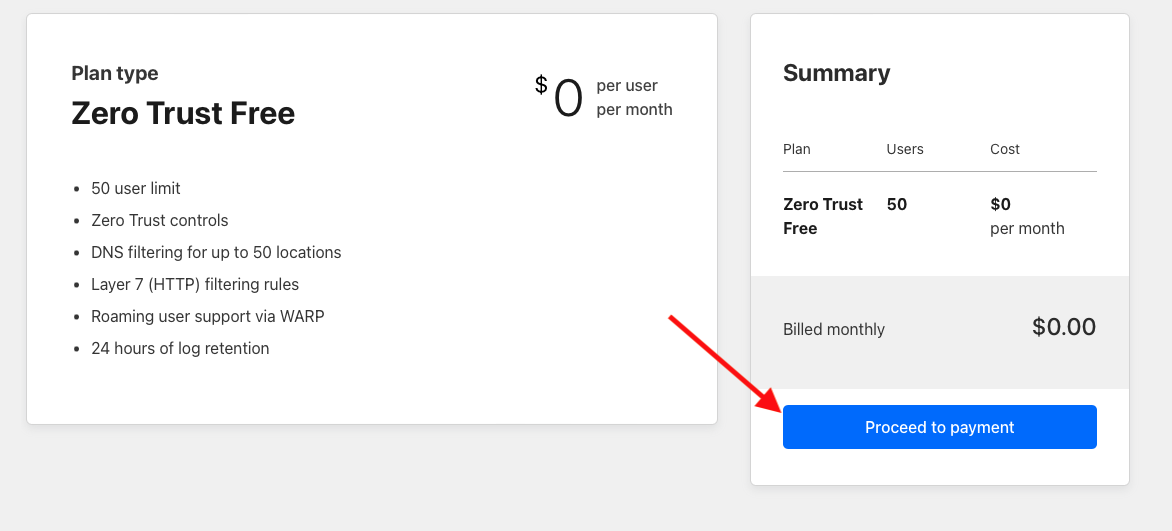 Plan type
Zero Trust Free
$0 per user
per month
• 50 user limit
• Zero Trust controls
• DNS filtering for up to 50 locations
• Layer 7 (HTTP) filtering rules
• Roaming user support via WARP
• 24 hours of log retention
Summary
Plan Users Cost
Zero Trust 50 $0
Free per month
Billed monthly $0.00
Proceed to payment